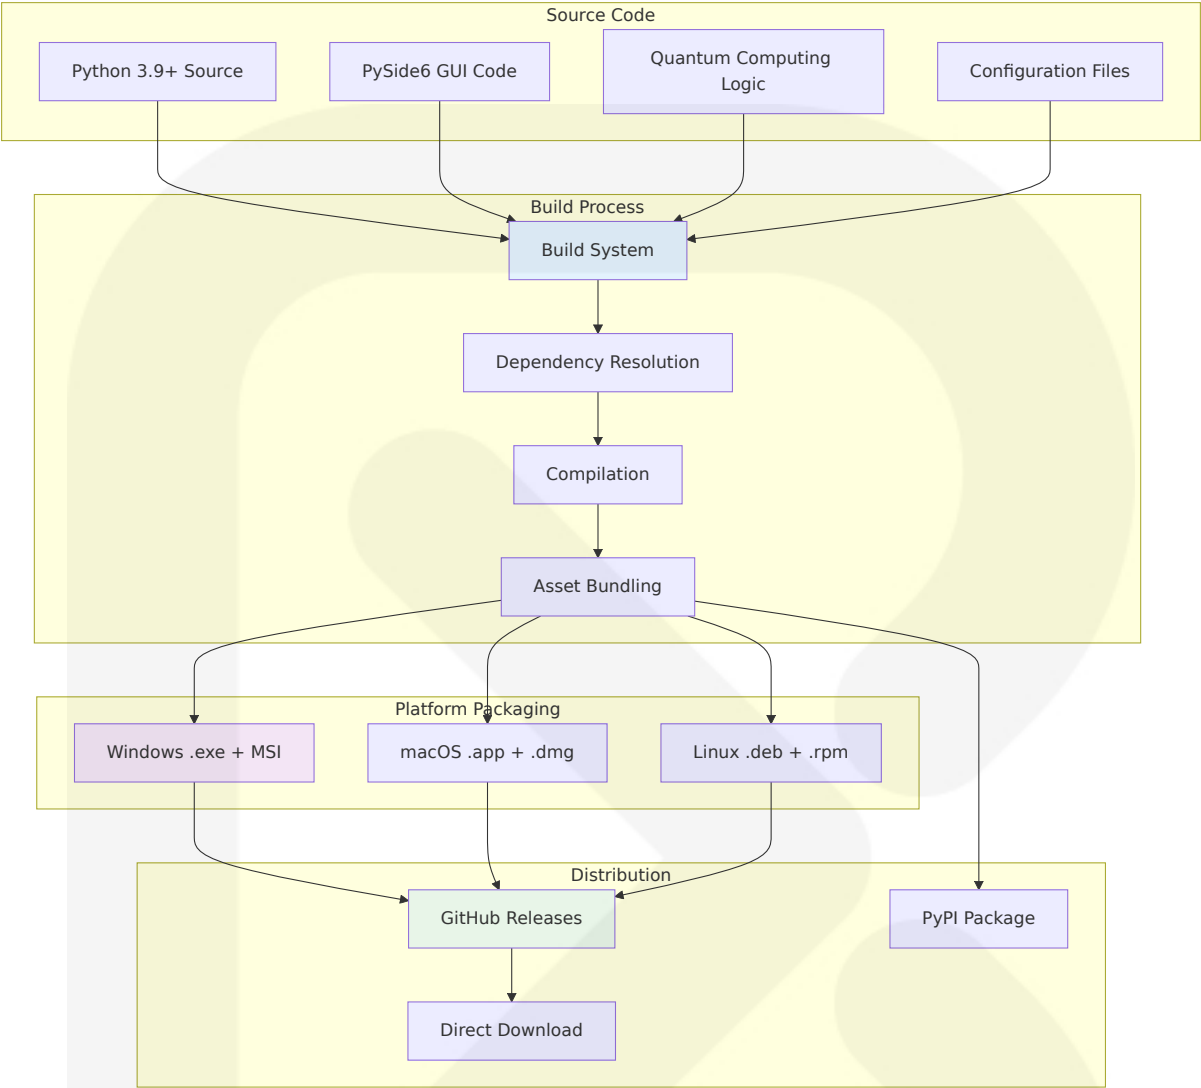 Source Code
Python 3.9+ Source
PySide6 GUI Code
Quantum Computing
Logic
Configuration Files
Build Process
Build System
Dependency Resolution
Compilation
Asset Bundling
Platform Packaging
Windows .exe + MSI
macOS .app + .dmg
Linux .deb + .rpm
Distribution
GitHub Releases
PyPI Package
Direct Download